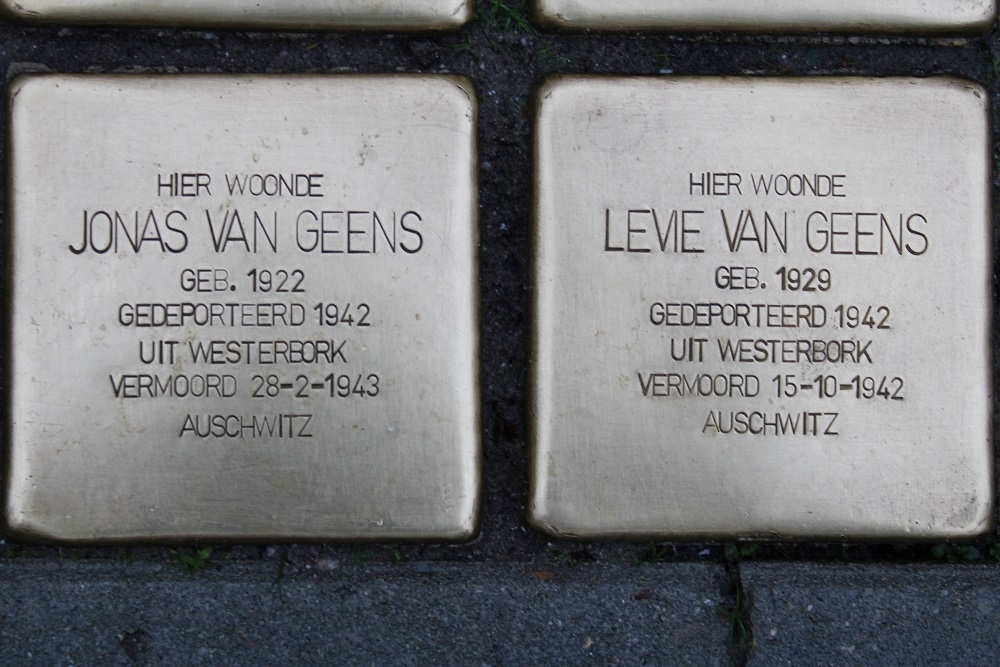 HIER WOONDE
JONAS VAN GEENS
GEB. 1922
GEDEPORTEERD 1942
UIT WESTERBORK
VERMOORD 28-2-1943
AUSCHWITZ
HIER WOONDE
LEVIE VAN GEENS
GEB. 1929
GEDEPORTEERD 1942
UIT WESTERBORK
VERMOORD 15-10-1942
AUSCHWITZ